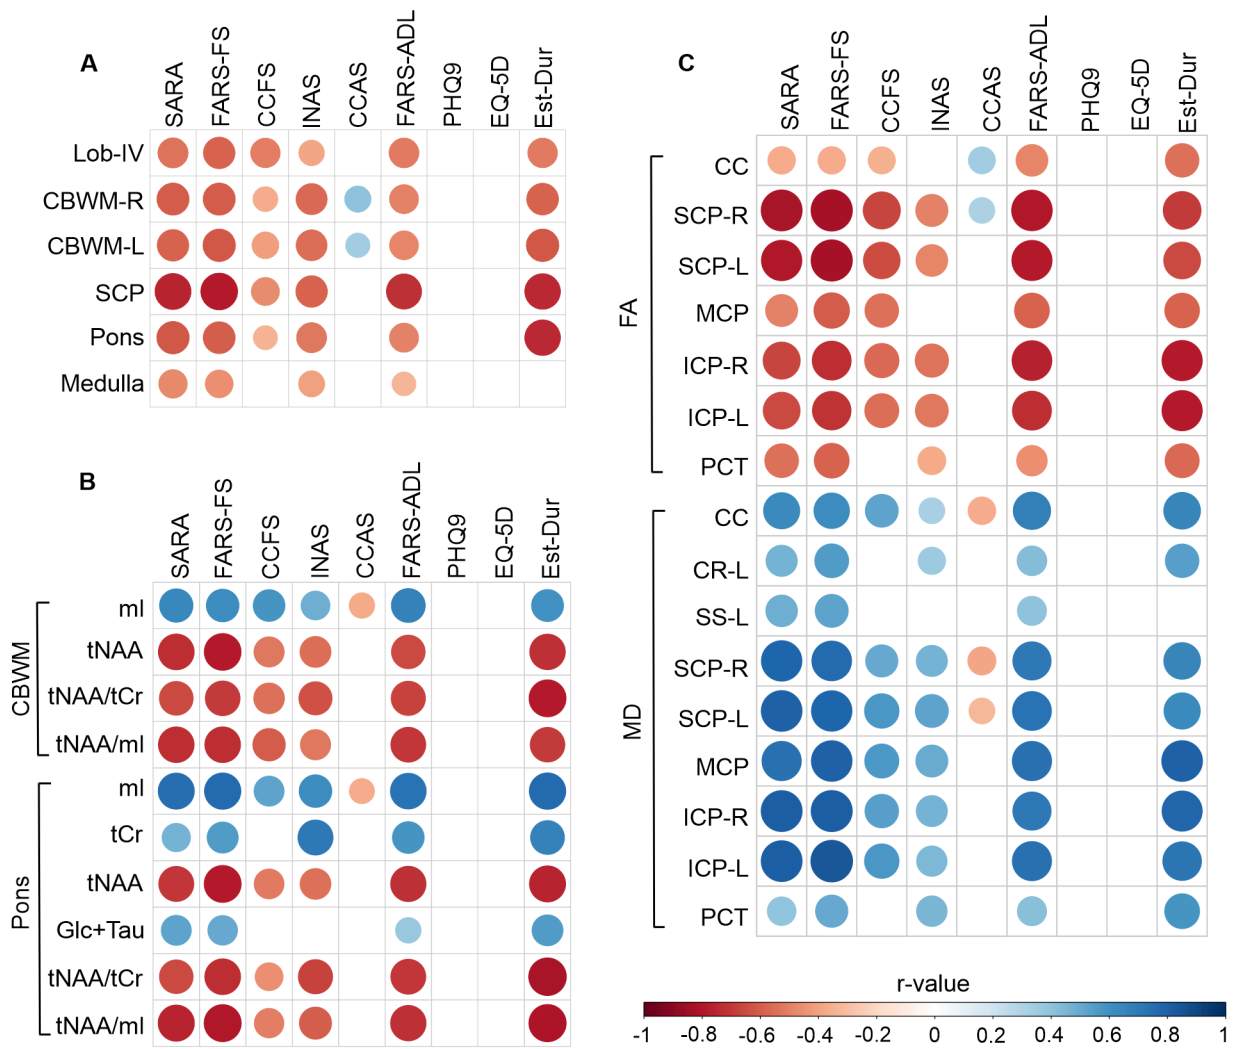 A
SARA
FARS-FS
CCFS
INAS
CCAS
FARS-ADL
PHQ9
EQ-5D
Est-Dur
Lob-IV
CBWM-R
CBWM-L
SCP
Pons
Medulla
B
SARA
FARS-FS
CCFS
INAS
CCAS
FARS-ADL
PHQ9
EQ-5D
Est-Dur
CBWM
mI
tNAA
tNAA/tCr
tNAA/mI
Pons
mI
tCr
tNAA
Glc+Tau
tNAA/tCr
tNAA/mI
C
SARA
FARS-FS
CCFS
INAS
CCAS
FARS-ADL
PHQ9
EQ-5D
Est-Dur
FA
CC
SCP-R
SCP-L
MCP
ICP-R
ICP-L
PCT
MD
CC
CR-L
SS-L
SCP-R
SCP-L
MCP
ICP-R
ICP-L
PCT
r-value
-1 -0.8 -0.6 -0.4 -0.2 0 0.2 0.4 0.6 0.8 1